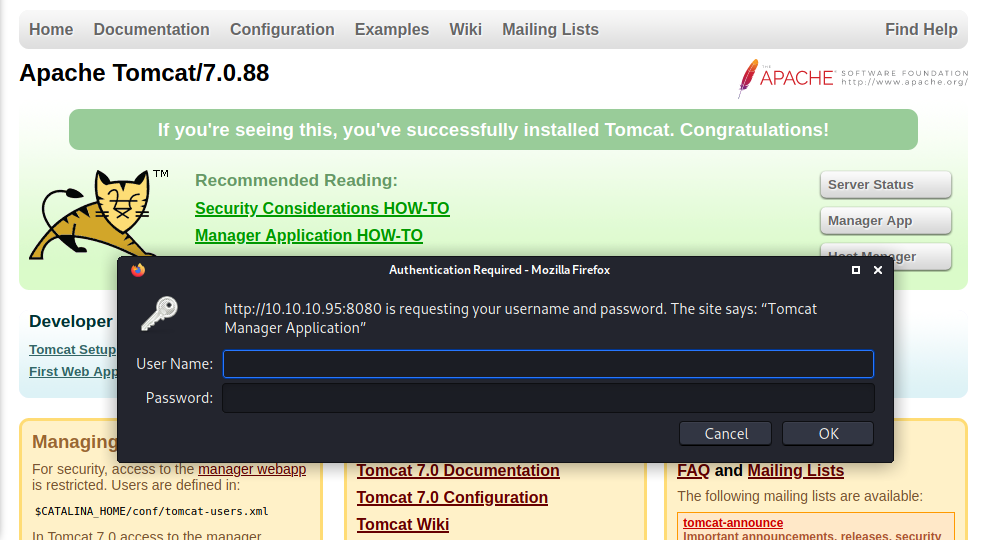 Home Documentation Configuration Examples Wiki Mailing Lists Find Help
Apache Tomcat/7.0.88
THE
APACHE SOFTWARE FOUNDATION
http://www.apache.org/
If you're seeing this, you've successfully installed Tomcat. Congratulations!
TM
Recommended Reading:
Security Considerations HOW-TO
Manager Application HOW-TO
Server Status
Manager App
Host Manager
Authentication Required - Mozilla Firefox
http://10.10.10.95:8080 is requesting your username and password. The site says: “Tomcat
Manager Application”
User Name:
Password:
Cancel OK
Developer
Tomcat Setup
First Web App
Managing
For security, access to the manager webapp
is restricted. Users are defined in:
$CATALINA_HOME/conf/tomcat-users.xml
In Tomcat 7.0 access to the manager
Tomcat 7.0 Documentation
Tomcat 7.0 Configuration
Tomcat Wiki
FAQ and Mailing Lists
The following mailing lists are available:
tomcat-announce
Important announcements, releases, security